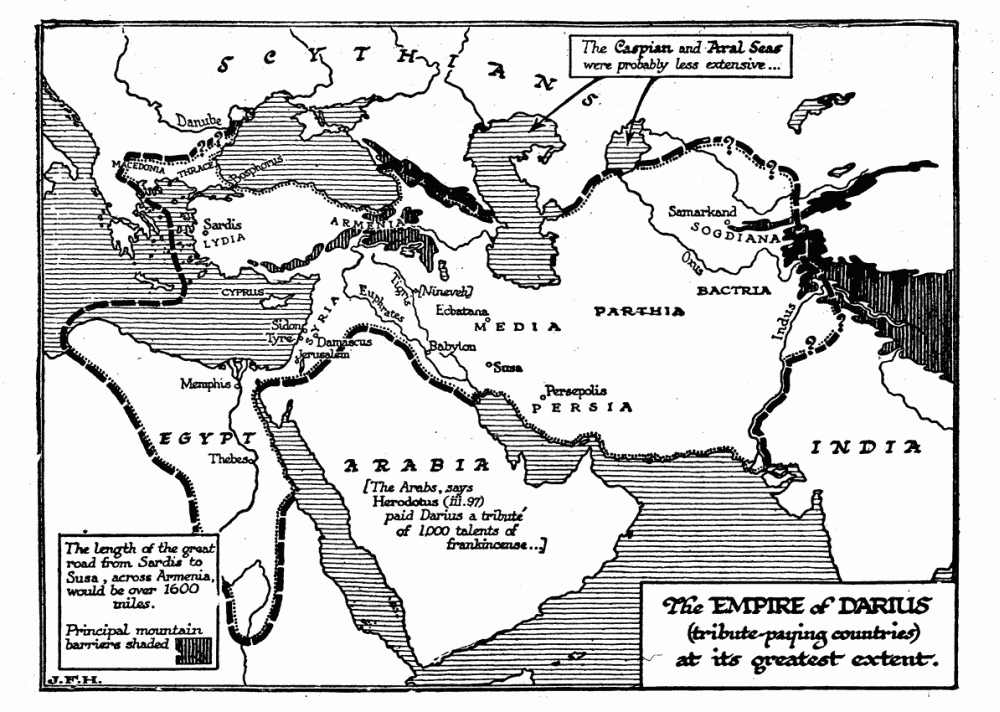 SCYTHIANS
The Caspian and Aral Seas
were probably less extensive...
Danube
? ?
MACEDONIA
THRACE
Bosphorus
? ?
Sardis
LYDIA
ARMENIA
Samarkand
SOGDIANA
Oxus
BACTRIA
CYPRUS
SYRIA
Tigris
[Nineveh]
Euphrates
Ecbatana
MEDIA
PARTHIA
Indus
?
?
Sidon
Tyre
Damascus
Jerusalem
Babylon
Susa
Memphis
Persepolis
PERSIA
EGYPT
Thebes
ARABIA
[The Arabs, says
Herodotus (iii.97)
paid Darius a tribute
of 1,000 talents of
frankincense...]
INDIA
The length of the great
road from Sardis to
Susa, across Armenia,
would be over 1600
miles.
Principal mountain
barriers shaded
J.F.H.
The EMPIRE of DARIUS
(tribute-paying countries)
at its greatest extent.